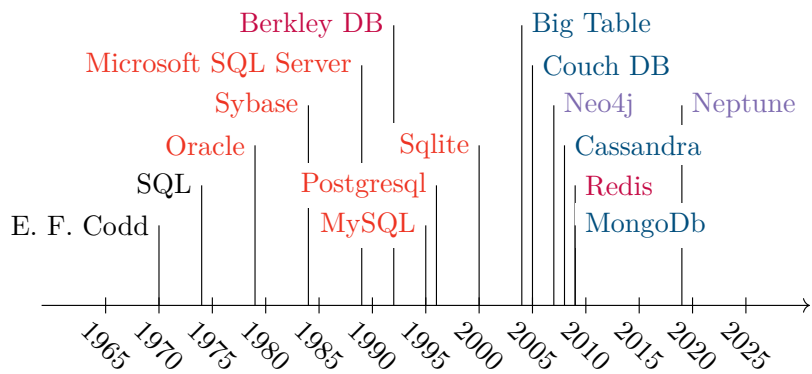 Berkley DB Big Table
Microsoft SQL Server Couch DB
Sybase Neo4j Neptune
Oracle Sqlite Cassandra
SQL Postgresql Redis
E. F. Codd MySQL MongoDb
1965 1970 1975 1980 1985 1990 1995 2000 2005 2010 2015 2020 2025